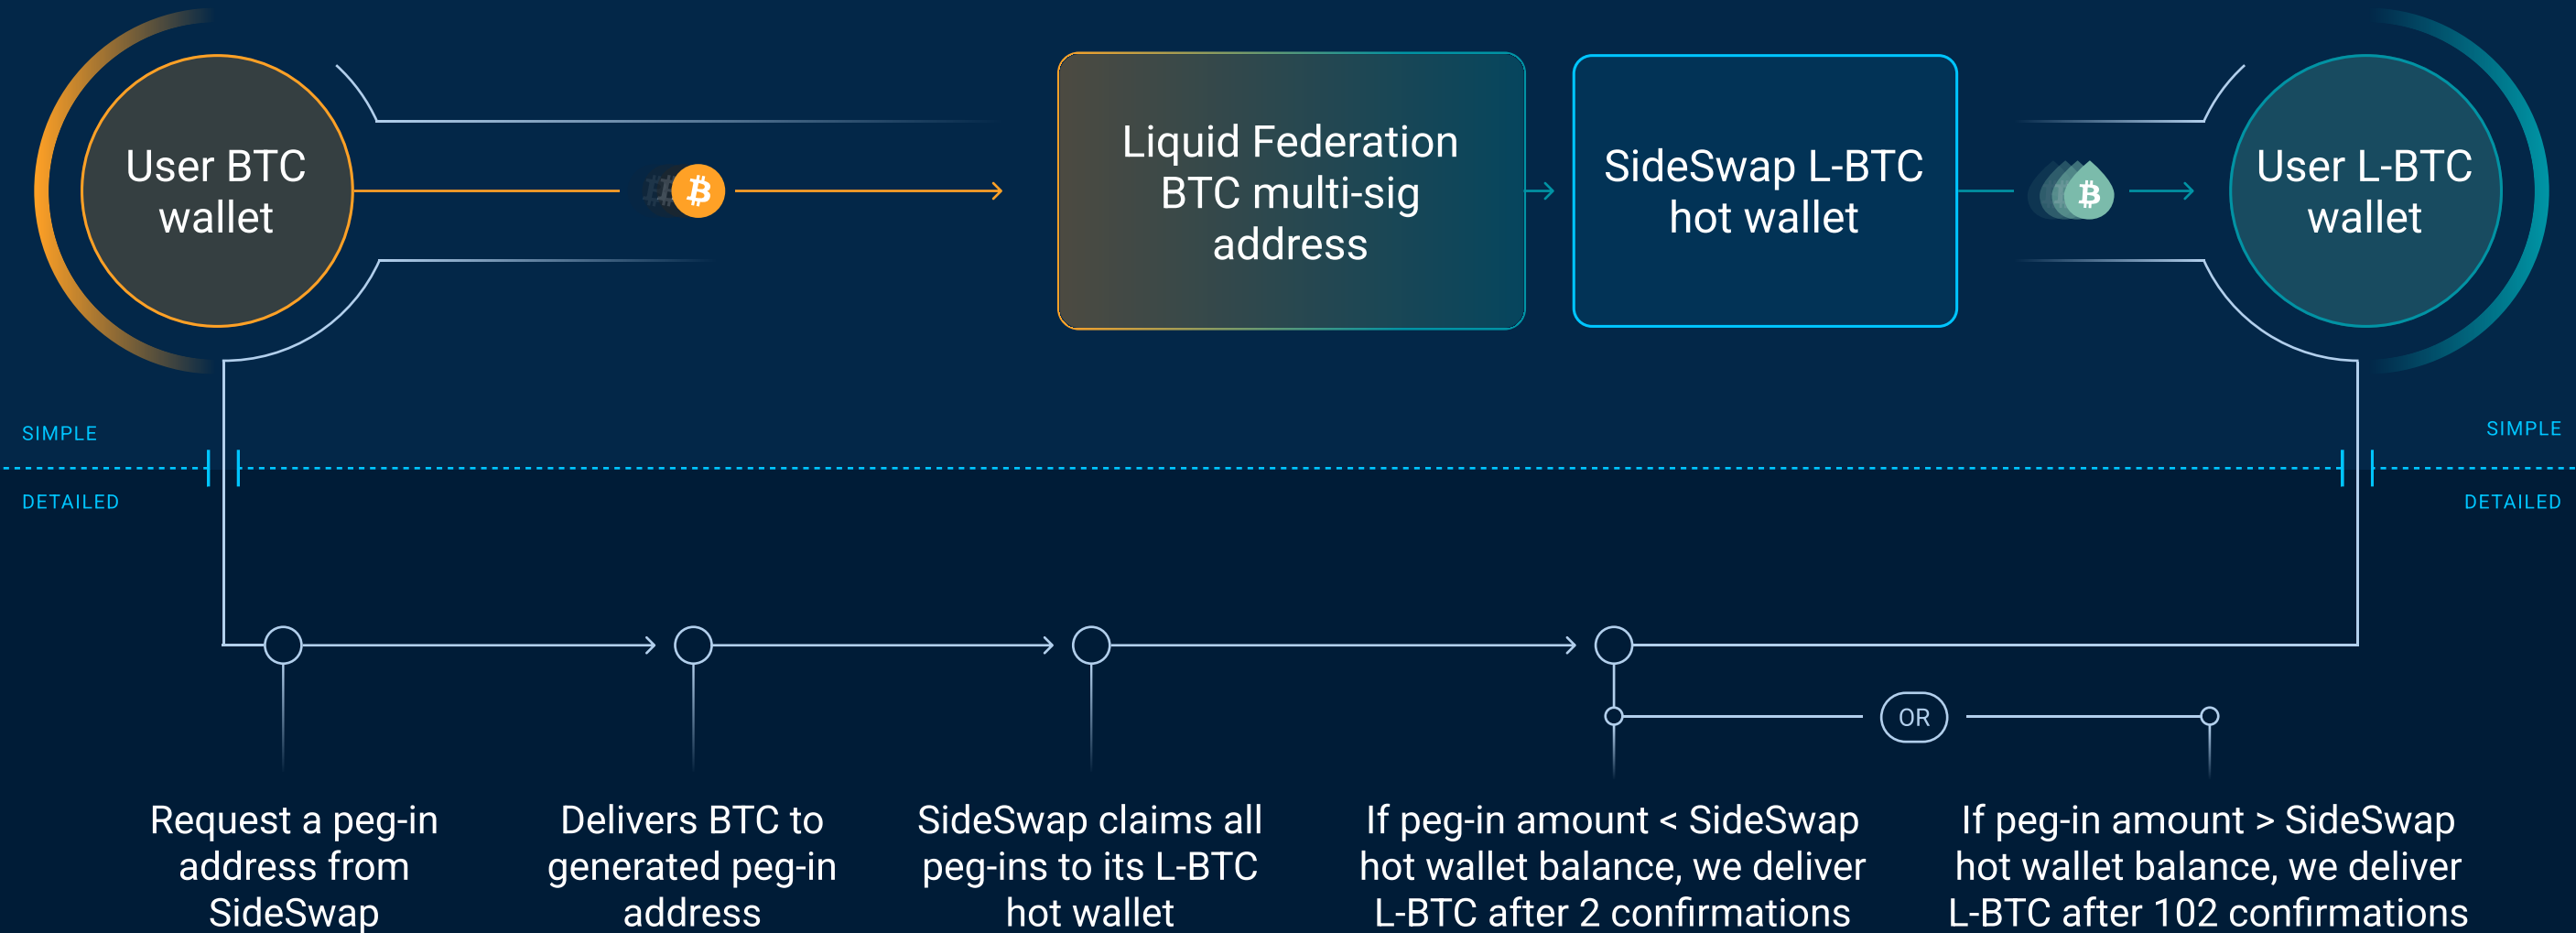 User BTC
wallet
Liquid Federation
BTC multi-sig
address
SideSwap L-BTC
hot wallet
User L-BTC
wallet
SIMPLE
SIMPLE
DETAILED
DETAILED
OR
Request a peg-in
address from
SideSwap
Delivers BTC to
generated peg-in
address
SideSwap claims all
peg-ins to its L-BTC
hot wallet
If peg-in amount < SideSwap
hot wallet balance, we deliver
L-BTC after 2 confirmations
If peg-in amount > SideSwap
hot wallet balance, we deliver
L-BTC after 102 confirmations